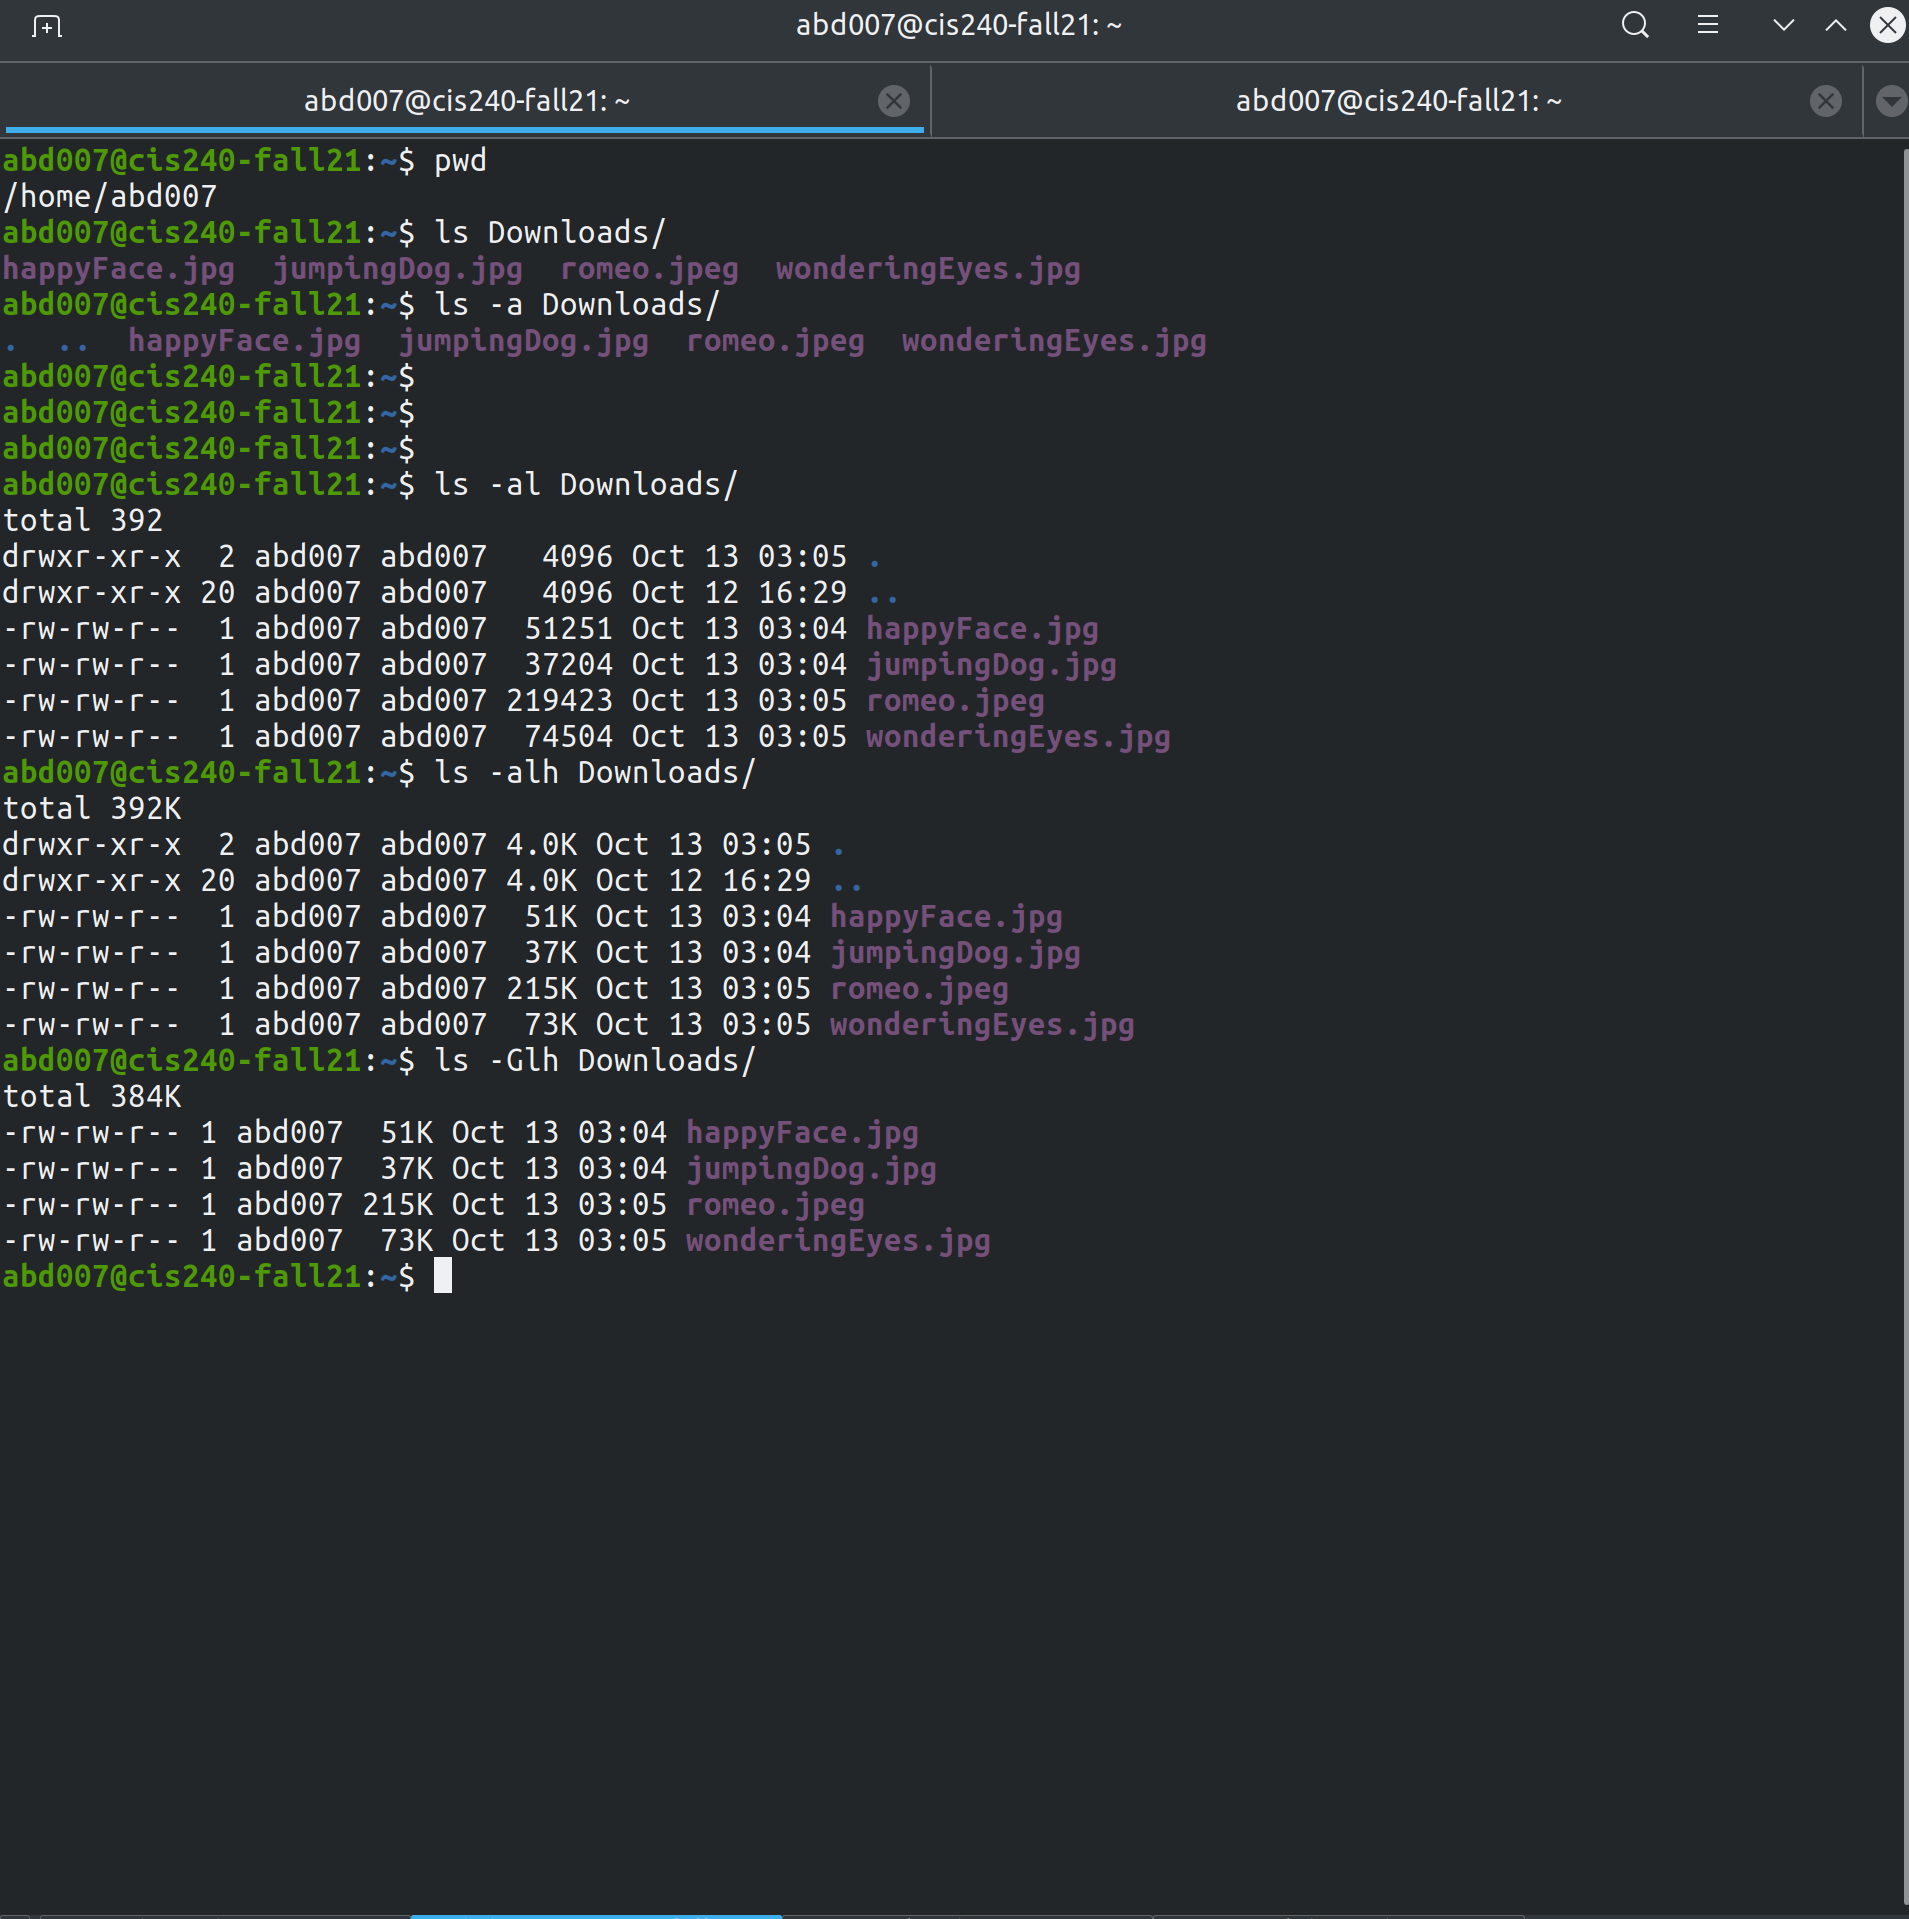 abd007@cis240-fall21: ~
abd007@cis240-fall21: ~ abd007@cis240-fall21: ~
abd007@cis240-fall21:~$ pwd
/home/abd007
abd007@cis240-fall21:~$ ls Downloads/
happyFace.jpg  jumpingDog.jpg  romeo.jpeg  wonderingEyes.jpg
abd007@cis240-fall21:~$ ls -a Downloads/
.  ..  happyFace.jpg  jumpingDog.jpg  romeo.jpeg  wonderingEyes.jpg
abd007@cis240-fall21:~$
abd007@cis240-fall21:~$
abd007@cis240-fall21:~$
abd007@cis240-fall21:~$ ls -al Downloads/
total 392
drwxr-xr-x  2 abd007 abd007   4096 Oct 13 03:05 .
drwxr-xr-x 20 abd007 abd007   4096 Oct 12 16:29 ..
-rw-rw-r--  1 abd007 abd007  51251 Oct 13 03:04 happyFace.jpg
-rw-rw-r--  1 abd007 abd007  37204 Oct 13 03:04 jumpingDog.jpg
-rw-rw-r--  1 abd007 abd007 219423 Oct 13 03:05 romeo.jpeg
-rw-rw-r--  1 abd007 abd007  74504 Oct 13 03:05 wonderingEyes.jpg
abd007@cis240-fall21:~$ ls -alh Downloads/
total 392K
drwxr-xr-x  2 abd007 abd007 4.0K Oct 13 03:05 .
drwxr-xr-x 20 abd007 abd007 4.0K Oct 12 16:29 ..
-rw-rw-r--  1 abd007 abd007  51K Oct 13 03:04 happyFace.jpg
-rw-rw-r--  1 abd007 abd007  37K Oct 13 03:04 jumpingDog.jpg
-rw-rw-r--  1 abd007 abd007 215K Oct 13 03:05 romeo.jpeg
-rw-rw-r--  1 abd007 abd007  73K Oct 13 03:05 wonderingEyes.jpg
abd007@cis240-fall21:~$ ls -Glh Downloads/
total 384K
-rw-rw-r-- 1 abd007  51K Oct 13 03:04 happyFace.jpg
-rw-rw-r-- 1 abd007  37K Oct 13 03:04 jumpingDog.jpg
-rw-rw-r-- 1 abd007 215K Oct 13 03:05 romeo.jpeg
-rw-rw-r-- 1 abd007  73K Oct 13 03:05 wonderingEyes.jpg
abd007@cis240-fall21:~$